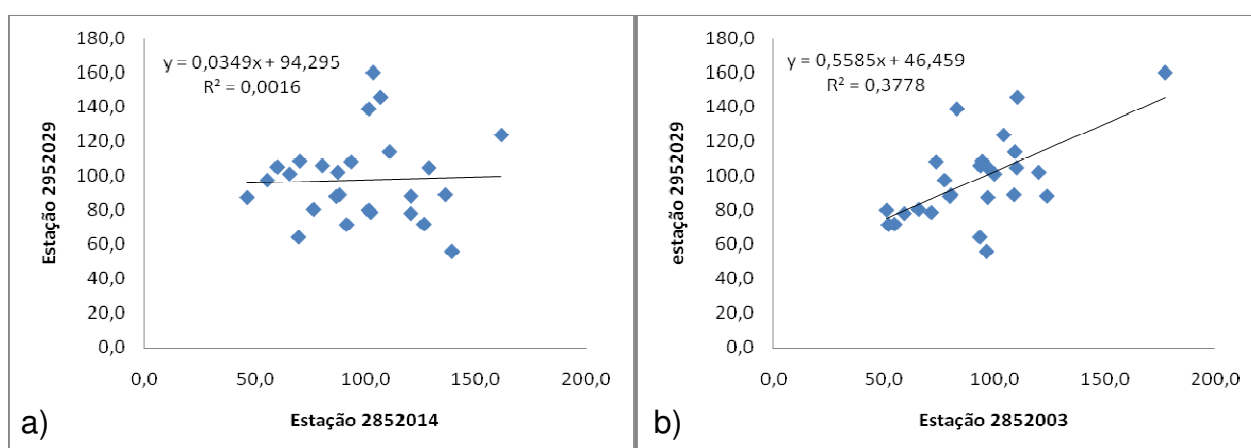 180,0
160,0
140,0
120,0
100,0
80,0
60,0
40,0
20,0
0,0
Estação 2952029
y = 0,0349x + 94,295
R² = 0,0016
0,0 50,0 100,0 150,0 200,0
Estação 2852014
a)
180,0
160,0
140,0
120,0
100,0
80,0
60,0
40,0
20,0
0,0
estação 2952029
y = 0,5585x + 46,459
R² = 0,3778
0,0 50,0 100,0 150,0 200,0
Estação 2852003
b)